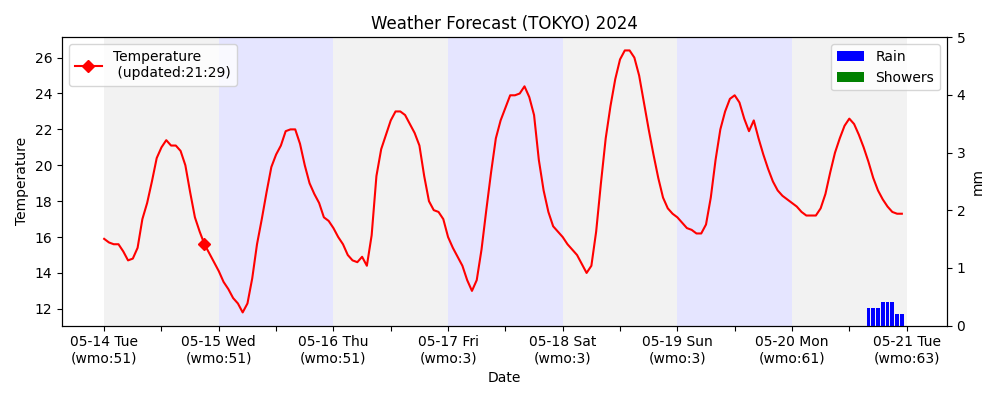 Weather Forecast (TOKYO) 2024
Temperature
(updated:21:29)
Rain
Showers
Temperature
26
24
22
20
18
16
14
12
5
4
3
2
1
0
mm
05-14 Tue
(wmo:51)
05-15 Wed
(wmo:51)
05-16 Thu
(wmo:51)
05-17 Fri
(wmo:3)
05-18 Sat
(wmo:3)
05-19 Sun
(wmo:3)
05-20 Mon
(wmo:61)
05-21 Tue
(wmo:63)
Date